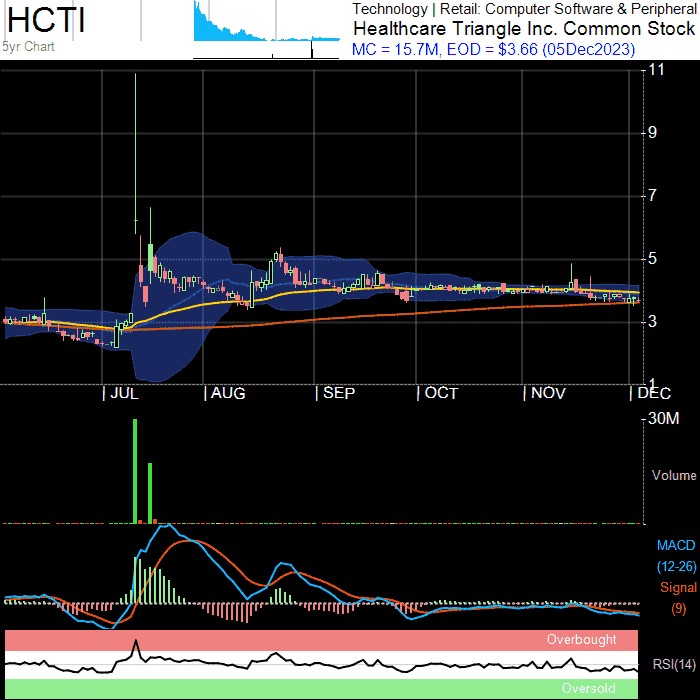 HCTI
5yr Chart
Technology | Retail: Computer Software & Peripheral
Healthcare Triangle Inc. Common Stock
MC = 15.7M, EOD = $3.66 (05Dec2023)
11
9
7
5
3
1
JUL
AUG
SEP
OCT
NOV
DEC
30M
Volume
MACD
(12-26)
Signal
(9)
Overbought
RSI(14)
Oversold